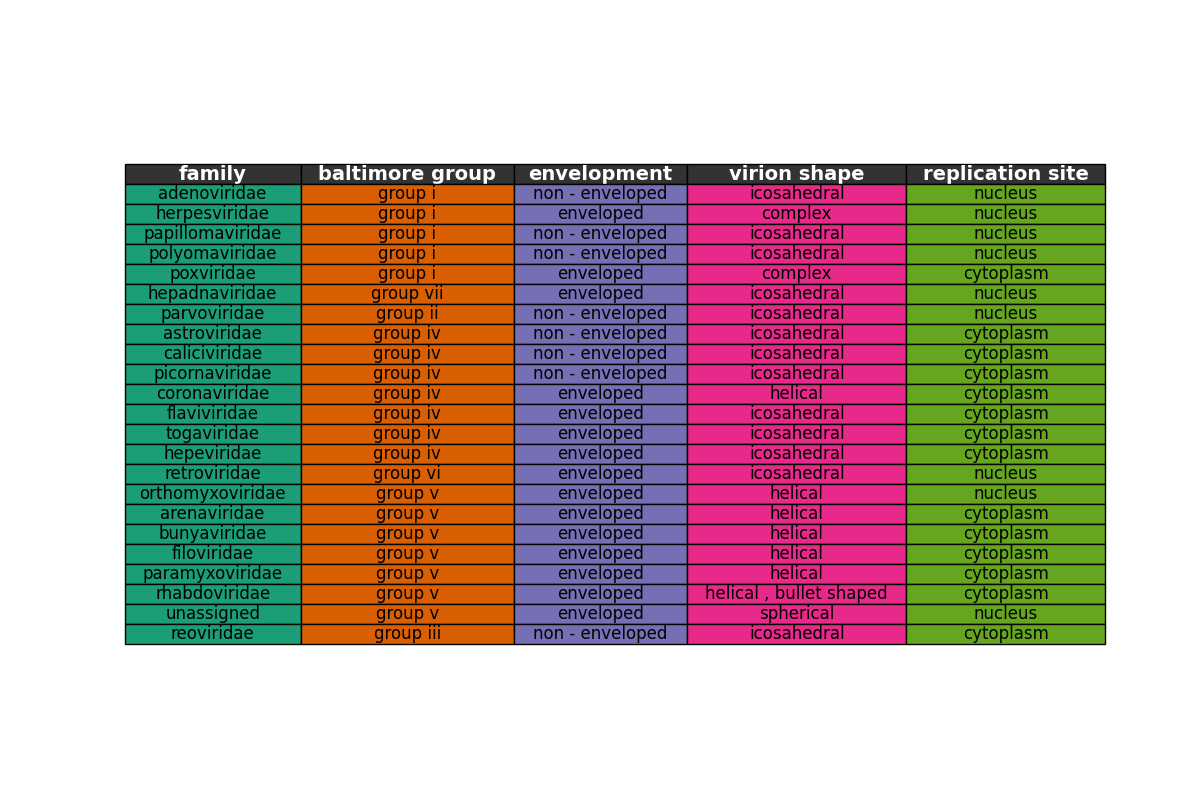 family baltimore group envelopment virion shape replication site
adenoviridae group i non - enveloped icosahedral nucleus
herpesviridae group i enveloped complex nucleus
papillomaviridae group i non - enveloped icosahedral nucleus
polyomaviridae group i non - enveloped icosahedral nucleus
poxviridae group i enveloped complex cytoplasm
hepadnaviridae group vii enveloped icosahedral nucleus
parvoviridae group ii non - enveloped icosahedral nucleus
astroviridae group iv non - enveloped icosahedral cytoplasm
caliciviridae group iv non - enveloped icosahedral cytoplasm
picornaviridae group iv non - enveloped icosahedral cytoplasm
coronaviridae group iv enveloped helical cytoplasm
flaviviridae group iv enveloped icosahedral cytoplasm
togaviridae group iv enveloped icosahedral cytoplasm
hepeviridae group iv enveloped icosahedral cytoplasm
retroviridae group vi enveloped icosahedral nucleus
orthomyxoviridae group v enveloped helical nucleus
arenaviridae group v enveloped helical cytoplasm
bunyaviridae group v enveloped helical cytoplasm
filoviridae group v enveloped helical cytoplasm
paramyxoviridae group v enveloped helical cytoplasm
rhabdoviridae group v enveloped helical , bullet shaped cytoplasm
unassigned group v enveloped spherical nucleus
reoviridae group iii non - enveloped icosahedral cytoplasm